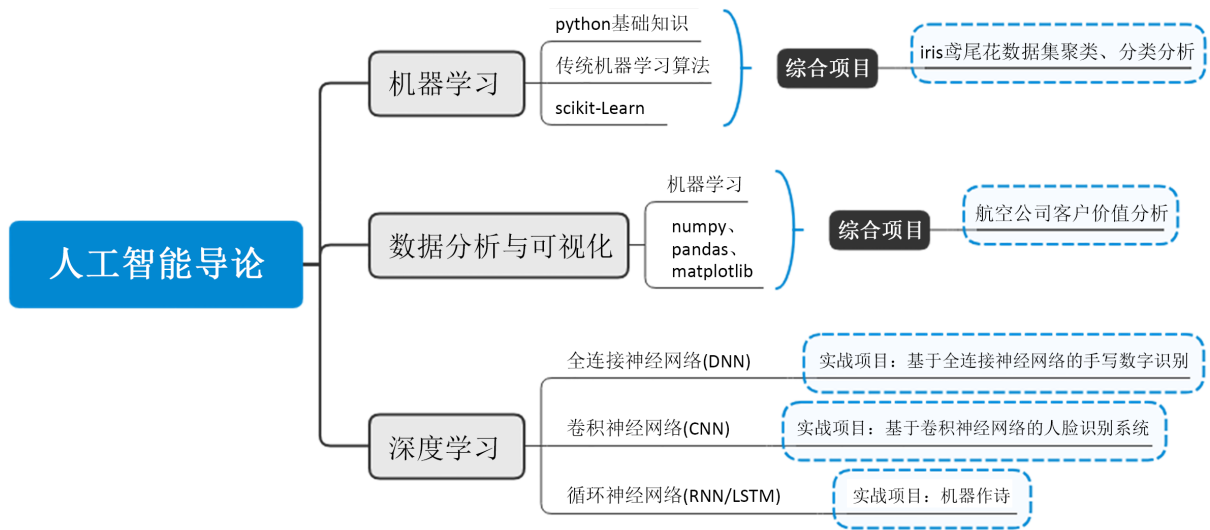 人工智能导论
机器学习
python基础知识
传统机器学习算法
scikit-Learn
综合项目
iris鸢尾花数据集聚类、分类分析
数据分析与可视化
机器学习
numpy、
pandas、
matplotlib
综合项目
航空公司客户价值分析
深度学习
全连接神经网络(DNN)
实战项目：基于全连接神经网络的手写数字识别
卷积神经网络(CNN)
实战项目：基于卷积神经网络的人脸识别系统
循环神经网络(RNN/LSTM)
实战项目：机器作诗